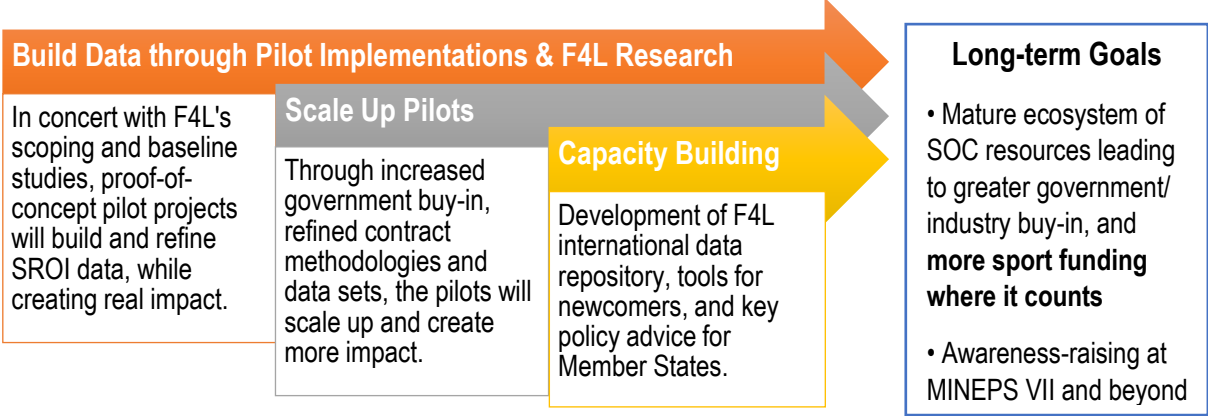 Build Data through Pilot Implementations & F4L Research
In concert with F4L's
scoping and baseline
studies, proof-of-
concept pilot projects
will build and refine
SROI data, while
creating real impact.
Scale Up Pilots
Through increased
government buy-in,
refined contract
methodologies and
data sets, the pilots will
scale up and create
more impact.
Capacity Building
Development of F4L
international data
repository, tools for
newcomers, and key
policy advice for
Member States.
Long-term Goals
• Mature ecosystem of
SOC resources leading
to greater government/
industry buy-in, and
more sport funding
where it counts
• Awareness-raising at
MINEPS VII and beyond